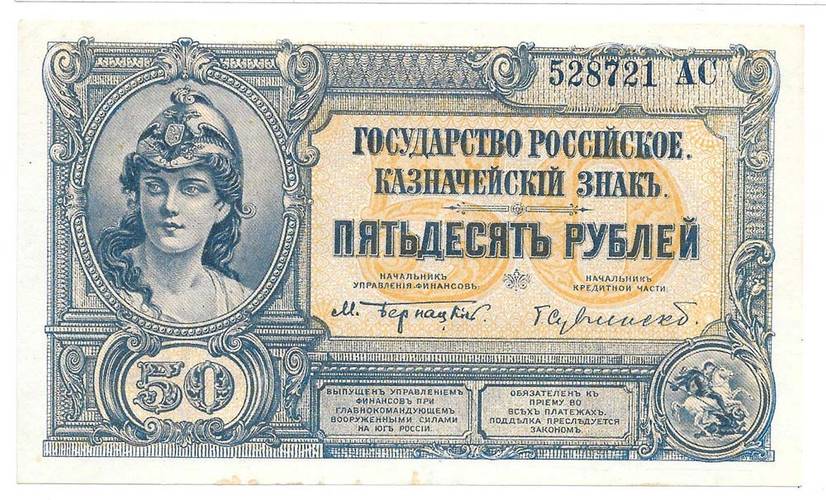 528721 АС
ГОСУДАРСТВО РОССІЙСКОЕ.
КАЗНАЧЕЙСКІЙ ЗНАКЪ.
ПЯТЬДЕСЯТЪ РУБЛЕЙ
НАЧАЛЬНИКЪ
УПРАВЛЕНІЯ ФИНАНСОВЪ
НАЧАЛЬНИКЪ
КРЕДИТНОЙ ЧАСТИ
М. Бернацкій.
50
ВЫПУЩЕНЪ УПРАВЛЕНИЕМЪ
ФИНАНСОВЪ ПРИ
ГЛАВНОКОМАНДУЮЩЕМЪ
ВООРУЖЕННЫМИ СИЛАМИ
НА ЮГѢ РОССІИ.
ОБЯЗАТЕЛЕНЪ КЪ
ПРІЕМУ ВО
ВСѢХЪ ПЛАТЕЖАХЪ.
ПОДДѢЛКА ПРЕСЛѢДУЕТСЯ
ЗАКОНОМЪ.